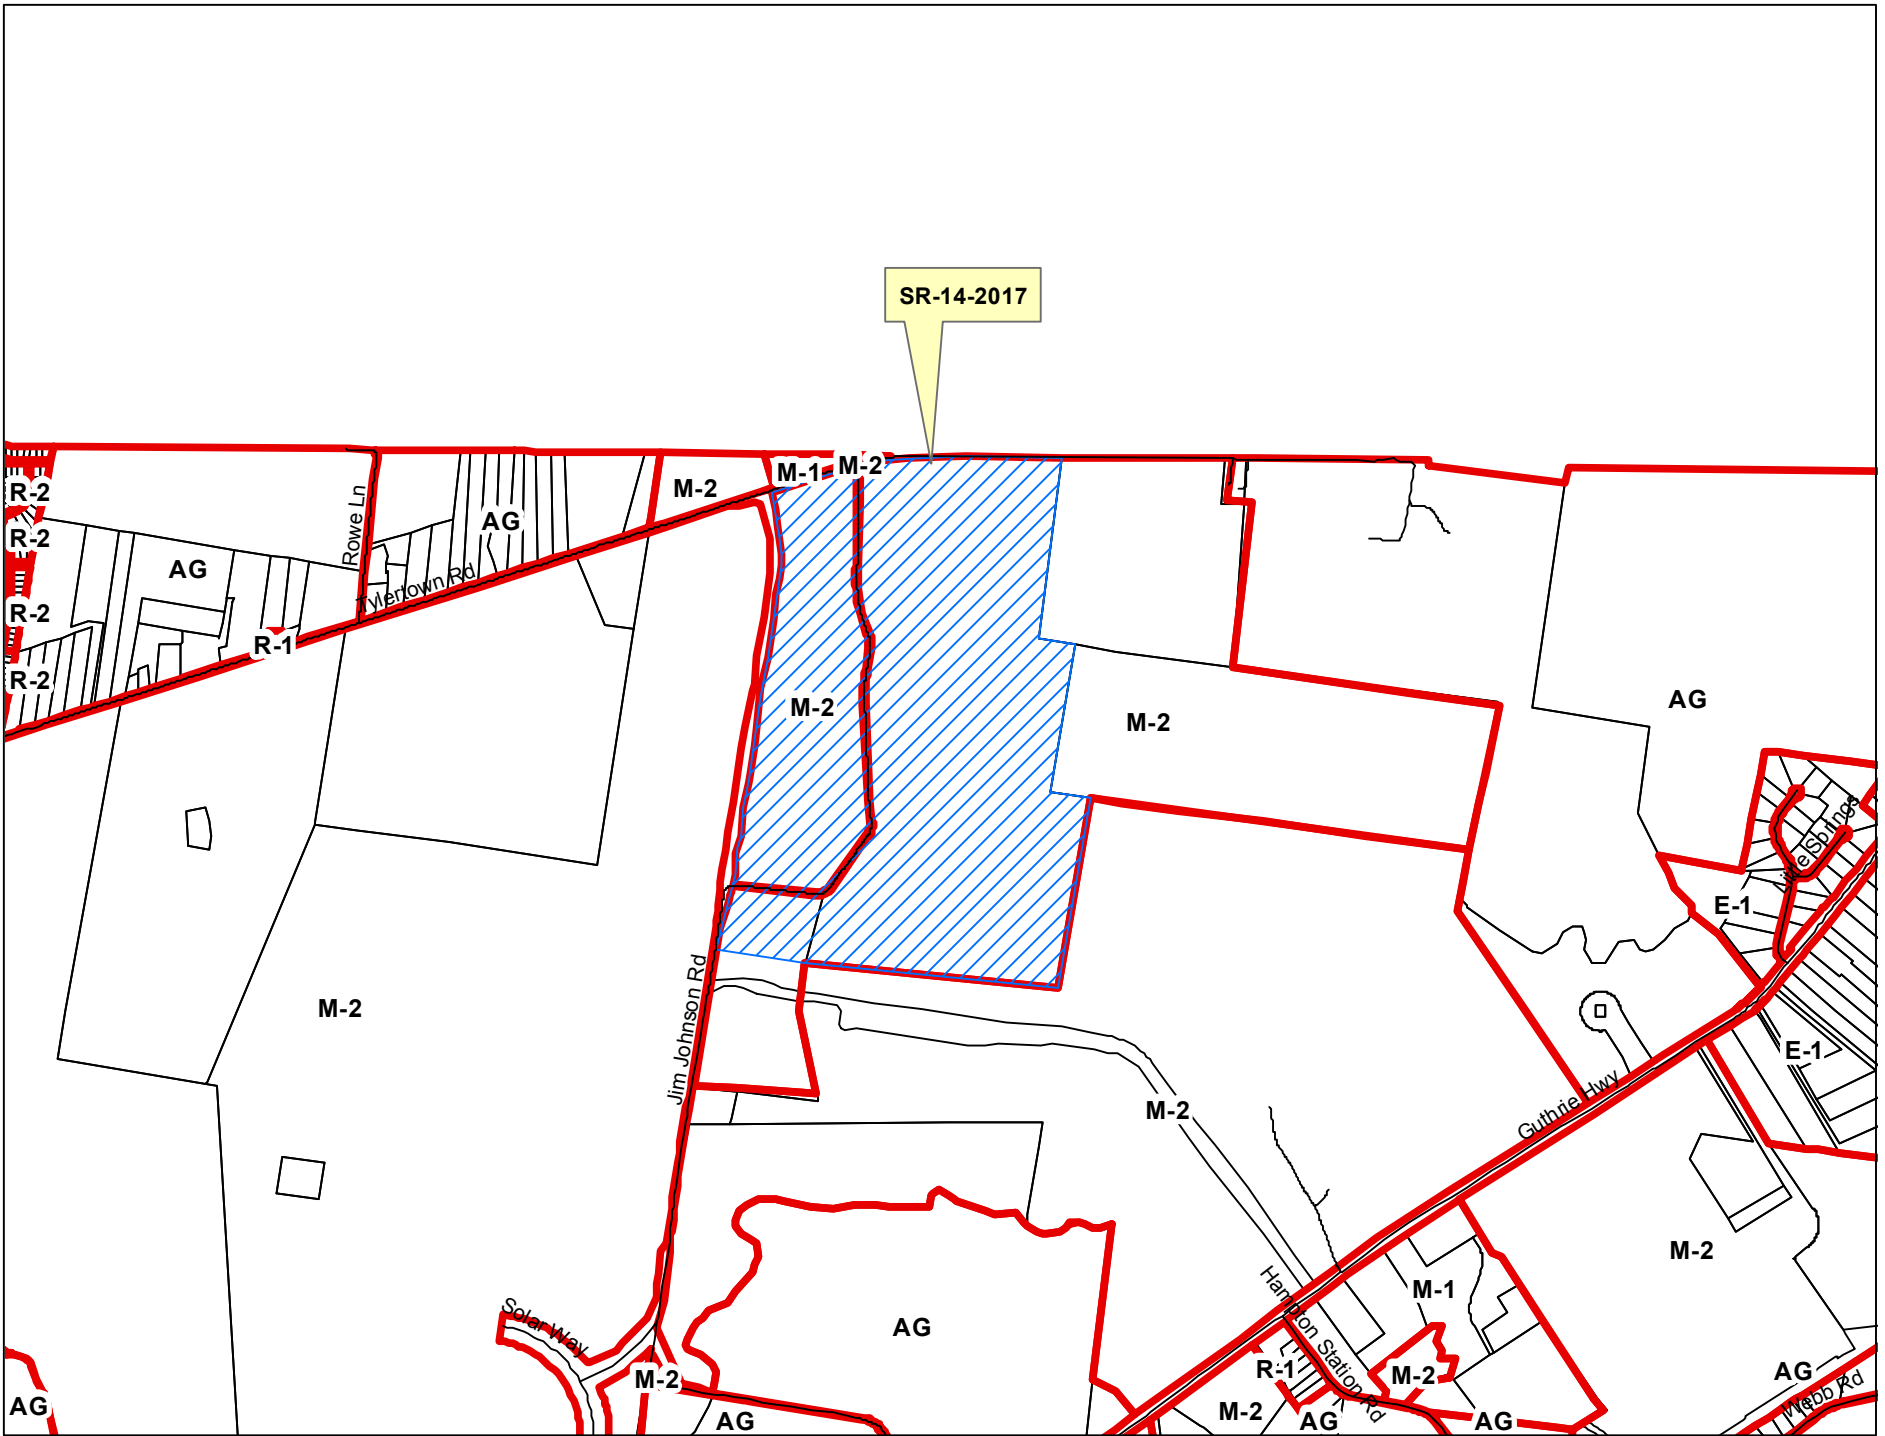 SR-14-2017
M-1
M-2
R-2
M-2
AG
Rowe Ln
R-2
AG
Tylertown Rd
R-2
R-1
R-2
M-2
M-2
AG
Little Springs
E-1
M-2
Jim Johnson Rd
E-1
M-2
Guthrie Hwy
M-2
M-1
Hampton Station Rd
Solar Way
AG
R-1
M-2
M-2
AG
Webb Rd
AG
AG
M-2
AG
AG